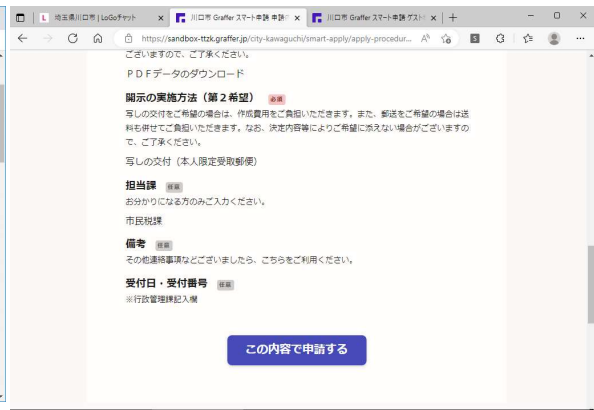 埼玉県川口市 | LoGoチャット
川口市 Graffer スマート申請 申請
川口市 Graffer スマート申請 ゲスト
https://sandbox-ttzk.graffer.jp/city-kawaguchi/smart-apply/apply-procedur...
ございますので、ご了承ください。
PDFデータのダウンロード
開示の実施方法（第２希望） 必須
写しの交付をご希望の場合は、作成費用をご負担いただきます。また、郵送をご希望の場合は送
料も併せてご負担いただきます。なお、決定内容等によりご希望に添えない場合がございますの
で、ご了承ください。
写しの交付（本人限定受取郵便）
担当課 任意
お分かりになる方のみご入力ください。
市民税課
備考 任意
その他連絡事項などございましたら、こちらをご利用ください。
受付日・受付番号 任意
※行政管理課記入欄
この内容で申請する